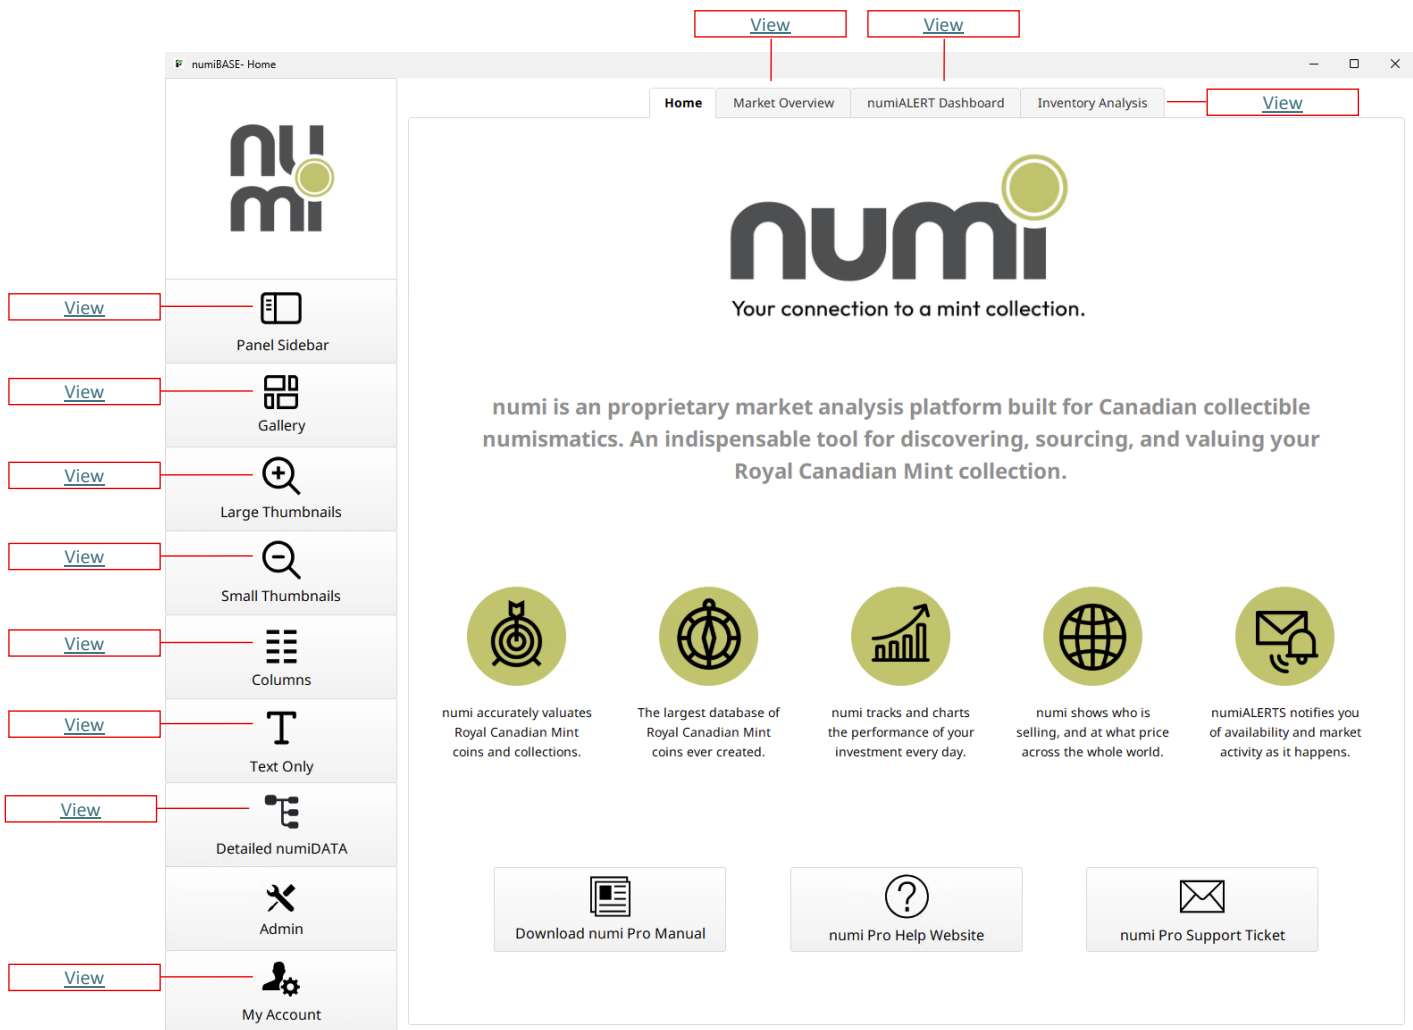 View
View
numiBASE- Home
Home
Market Overview
numiALERT Dashboard
Inventory Analysis
View
nu
mi
numi
Your connection to a mint collection.
View
Panel Sidebar
View
Gallery
View
Large Thumbnails
View
Small Thumbnails
View
Columns
View
Text Only
View
Detailed numiDATA
Admin
View
My Account
numi is an proprietary market analysis platform built for Canadian collectible
numismatics. An indispensable tool for discovering, sourcing, and valuing your
Royal Canadian Mint collection.
numi accurately valuates
Royal Canadian Mint
coins and collections.
The largest database of
Royal Canadian Mint
coins ever created.
numi tracks and charts
the performance of your
investment every day.
numi shows who is
selling, and at what price
across the whole world.
numiALERTS notifies you
of availability and market
activity as it happens.
Download numi Pro Manual
numi Pro Help Website
numi Pro Support Ticket